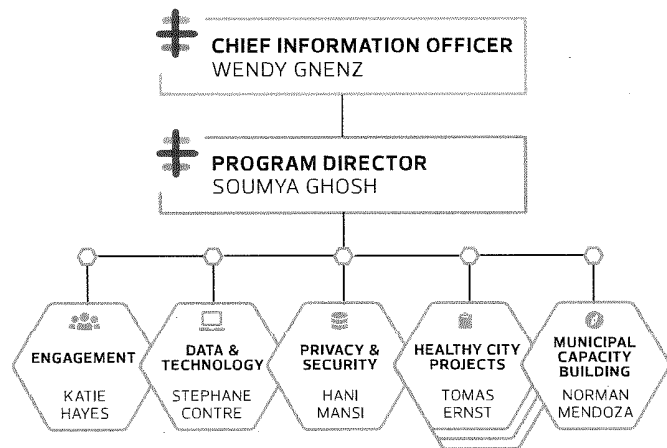 CHIEF INFORMATION OFFICER
WENDY GNENZ
PROGRAM DIRECTOR
SOUMYA GHOSH
ENGAGEMENT
KATIE
HAYES
DATA &
TECHNOLOGY
STEPHANE
CONTRE
PRIVACY &
SECURITY
HANI
MANSI
HEALTHY CITY
PROJECTS
TOMAS
ERNST
MUNICIPAL
CAPACITY
BUILDING
NORMAN
MENDOZA